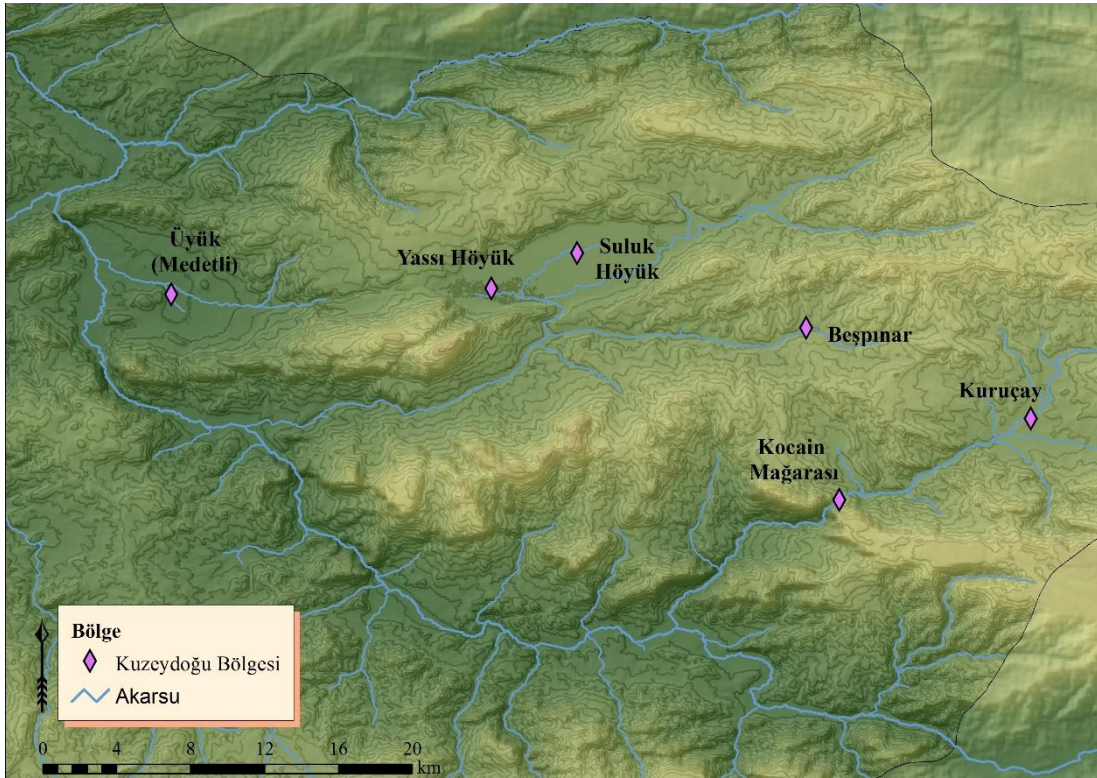 Üyük
(Medetli)
Yassı Höyük
Suluk
Höyük
Beşpınar
Kuruçay
Kocain
Mağarası
Bölge
Kuzeydoğu Bölgesi
Akarsu
0 4 8 12 16 20
km